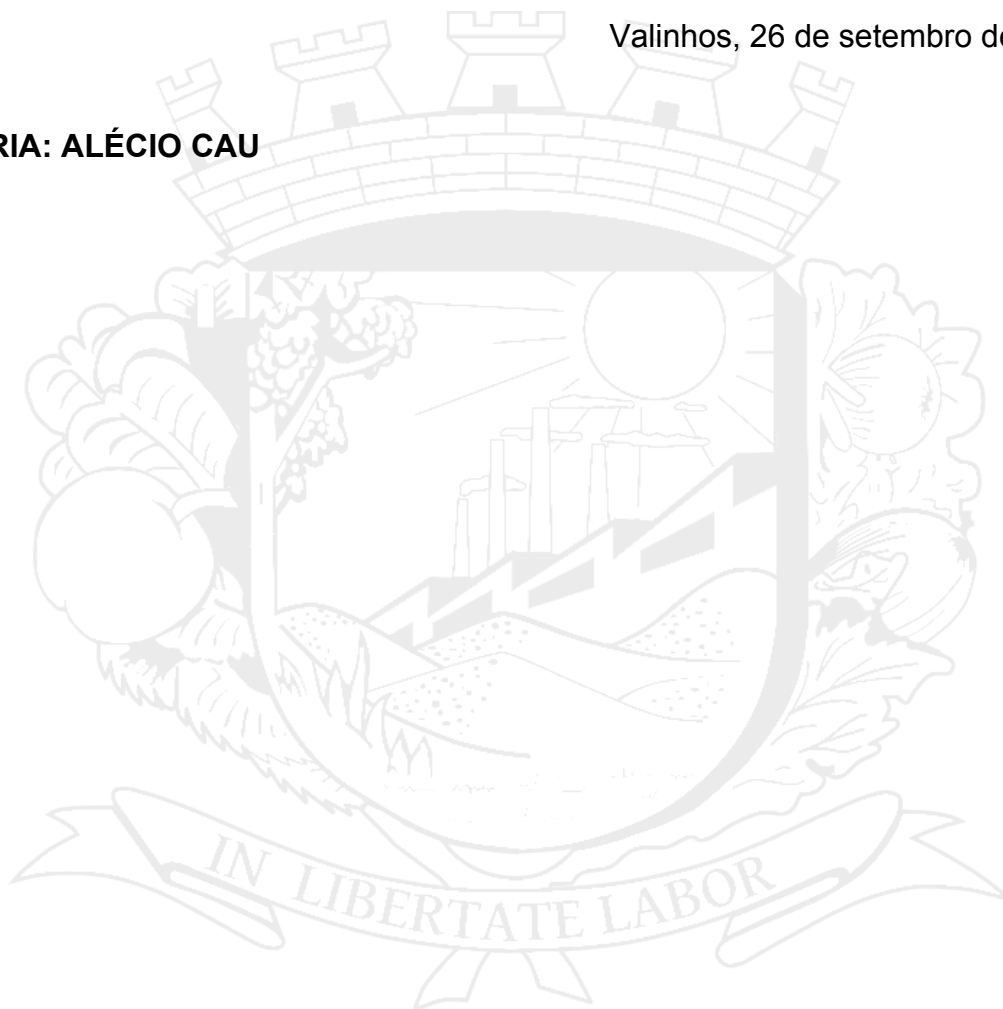 Valinhos, 26 de setembro de
RIA: ALÉCIO CAU
IN LIBERTATE LABOR